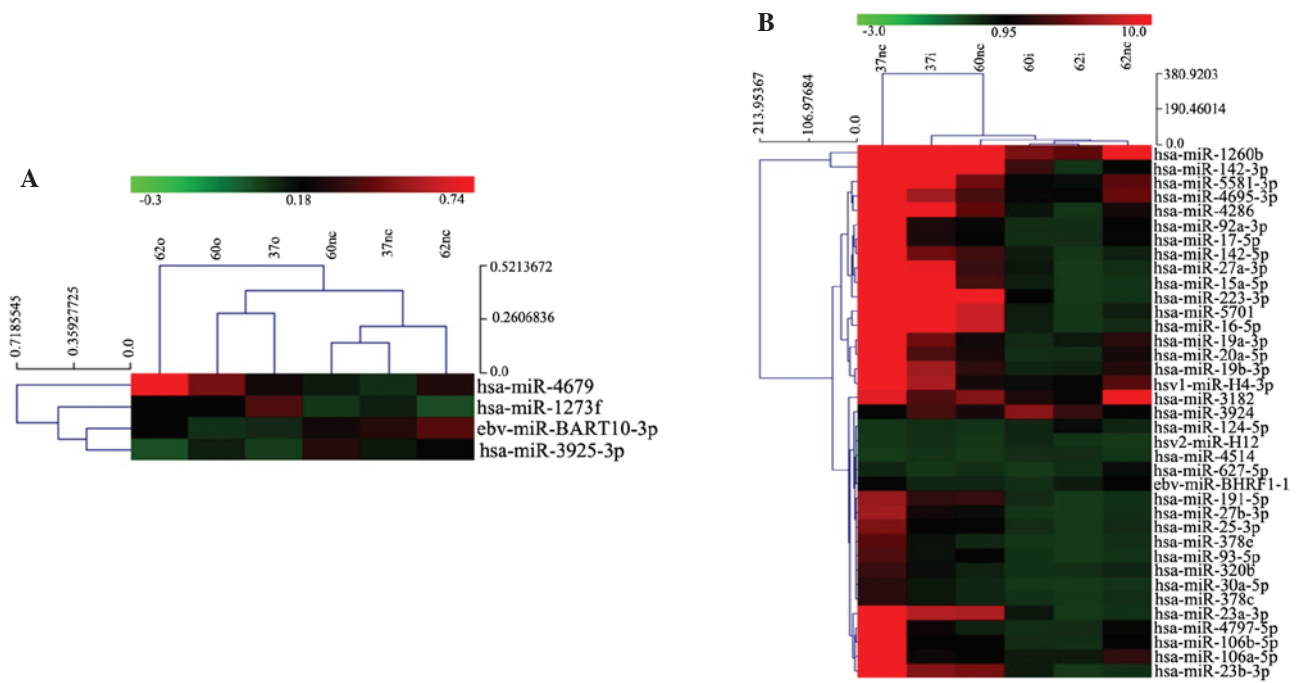 A
-0.3 0.18 0.74
62o 60o 37o 60nc 37nc 62nc
0.5213672
0.2606836
0.0
0.7185545 0.35927725 0.0
hsa-miR-4679
hsa-miR-1273f
ebv-miR-BART10-3p
hsa-miR-3925-3p
B
-3.0 0.95 10.0
37nc 37i 60nc 60i 62i 62nc
380.9203
190.46014
0.0
213.95367 106.97684 0.0
hsa-miR-1260b
hsa-miR-142-3p
hsa-miR-5581-3p
hsa-miR-4695-3p
hsa-miR-4286
hsa-miR-92a-3p
hsa-miR-17-5p
hsa-miR-142-5p
hsa-miR-27a-3p
hsa-miR-15a-5p
hsa-miR-223-3p
hsa-miR-5701
hsa-miR-16-5p
hsa-miR-19a-3p
hsa-miR-20a-5p
hsa-miR-19b-3p
hsv1-miR-H4-3p
hsa-miR-3182
hsa-miR-3924
hsa-miR-124-5p
hsv2-miR-H12
hsa-miR-4514
hsa-miR-627-5p
ebv-miR-BHRF1-1
hsa-miR-191-5p
hsa-miR-27b-3p
hsa-miR-25-3p
hsa-miR-378e
hsa-miR-93-5p
hsa-miR-320b
hsa-miR-30a-5p
hsa-miR-378c
hsa-miR-23a-3p
hsa-miR-4797-5p
hsa-miR-106b-5p
hsa-miR-106a-5p
hsa-miR-23b-3p